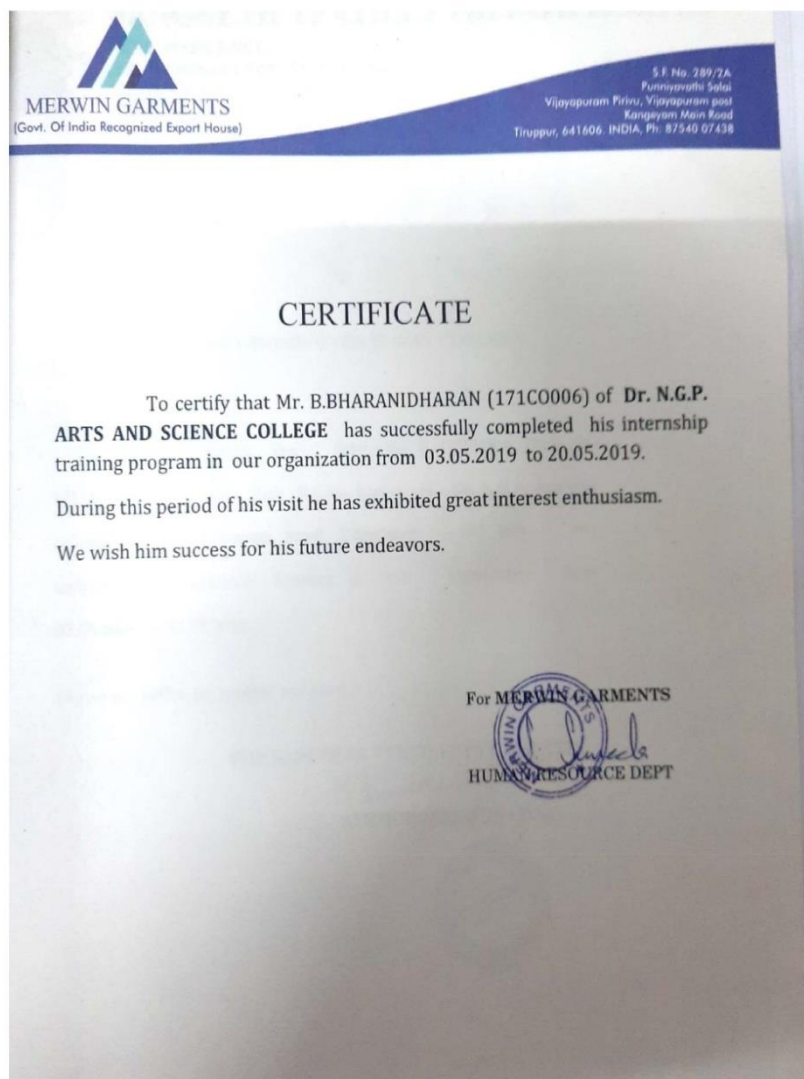 MERWIN GARMENTS
(Govt. Of India Recognized Export House)
S.F. No. 289/2A
Punniyavathi Salai
Vijayapuram Pirivu, Vijayapuram post
Kangeyam Main Road
Tiruppur, 641606. INDIA, Ph: 87540 07438
CERTIFICATE
To certify that Mr. B.BHARANIDHARAN (171CO006) of Dr. N.G.P.
ARTS AND SCIENCE COLLEGE has successfully completed his internship
training program in our organization from 03.05.2019 to 20.05.2019.
During this period of his visit he has exhibited great interest enthusiasm.
We wish him success for his future endeavors.
For MERWIN GARMENTS
MERWIN GARMENTS
HUMAN RESOURCE DEPT